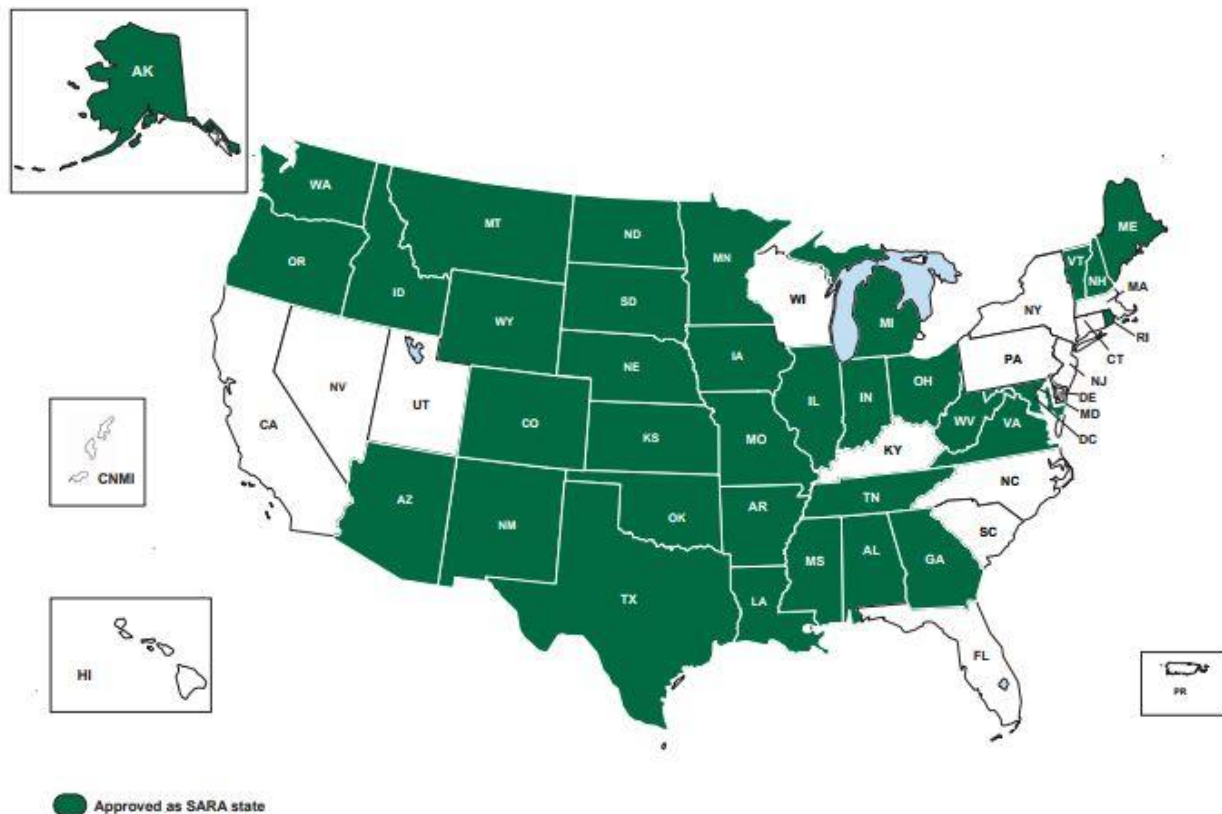 AK
WA
ME
MT
ND
VT
MN
OR
NH
MA
ID
SD
WI
NY
WY
MI
RI
PA
CT
IA
NE
NJ
NV
OH
DE
UT
IL
IN
MD
CA
WV
VA
CO
DC
KS
MO
KY
CNMI
NC
AZ
TN
OK
AR
NM
SC
MS
AL
GA
TX
LA
FL
HI
PR
Approved as SARA state